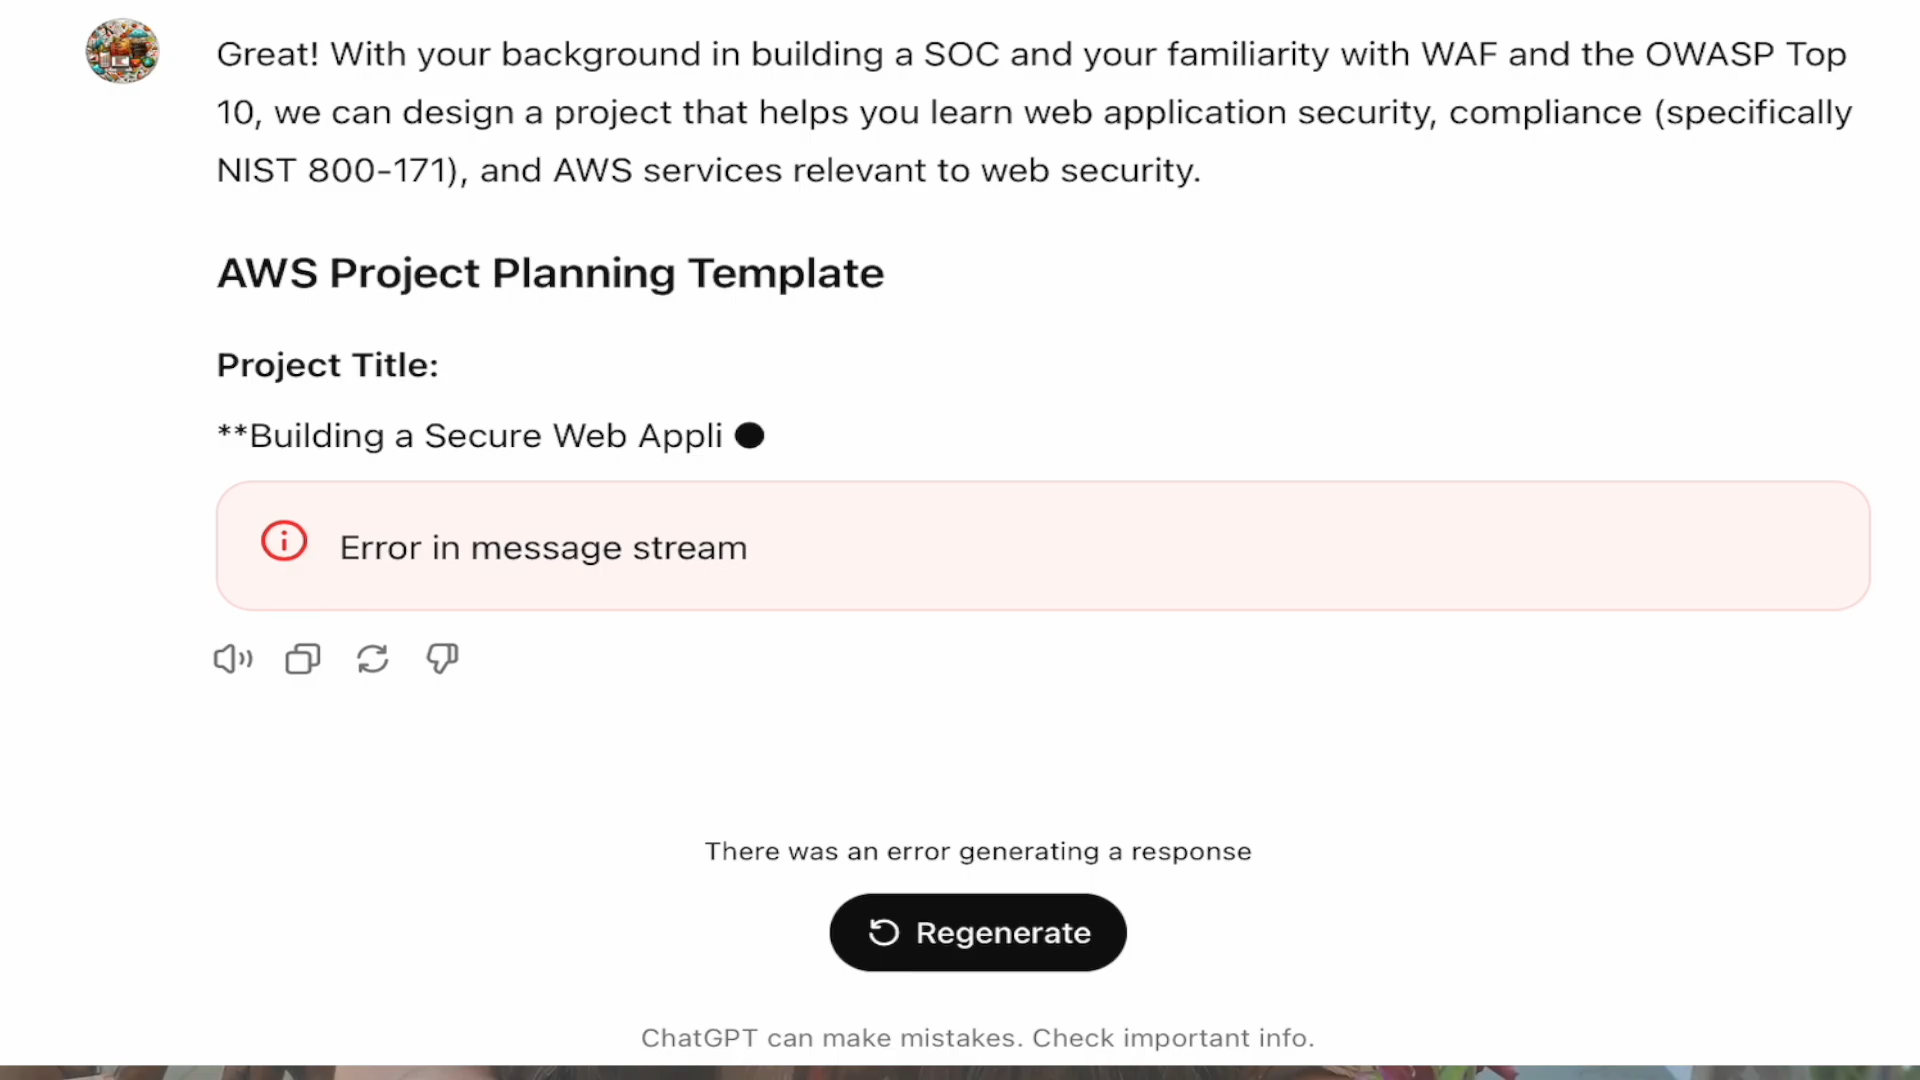 Great! With your background in building a SOC and your familiarity with WAF and the OWASP Top
10, we can design a project that helps you learn web application security, compliance (specifically
NIST 800-171), and AWS services relevant to web security.
AWS Project Planning Template
Project Title:
**Building a Secure Web Appli
Error in message stream
There was an error generating a response
Regenerate
ChatGPT can make mistakes. Check important info.